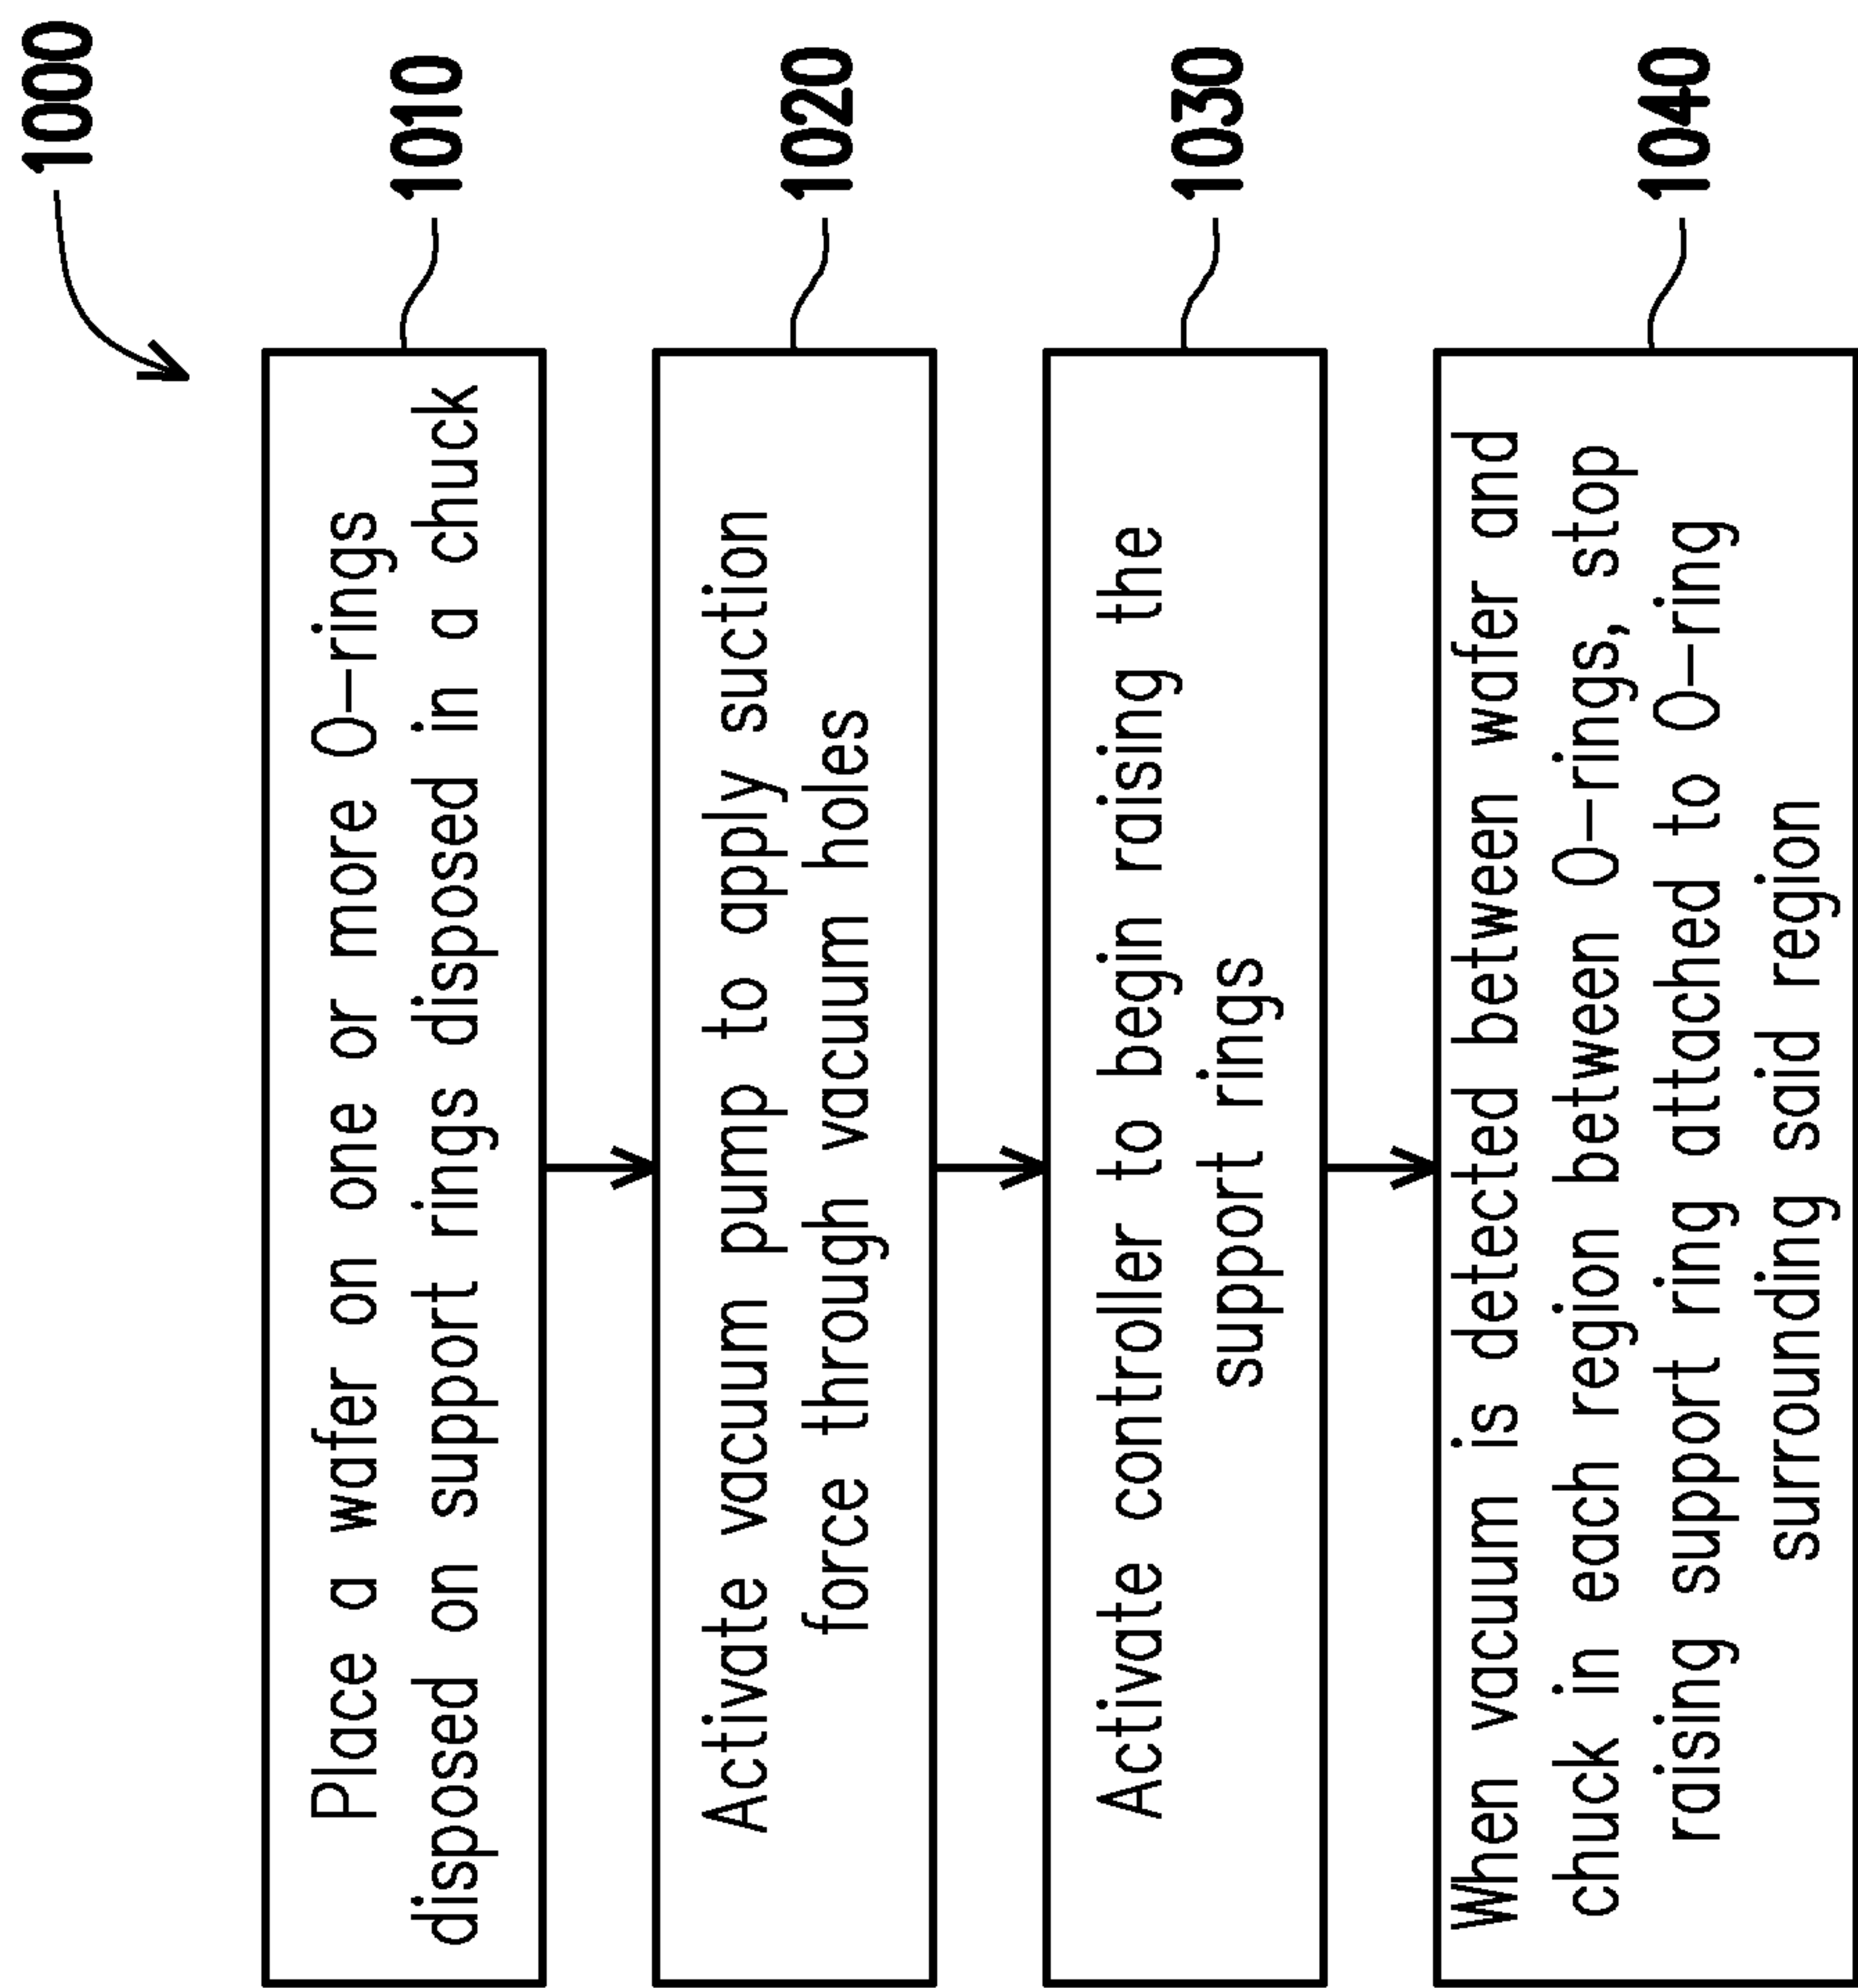 1000
Place a wafer on one or more O-rings
disposed on support rings disposed in a chuck
1010
Activate vacuum pump to apply suction
force through vacuum holes
1020
Activate controller to begin raising the
support rings
1030
When vacuum is detected between wafer and
chuck in each region between O-rings, stop
raising support ring attached to O-ring
surrounding said region
1040